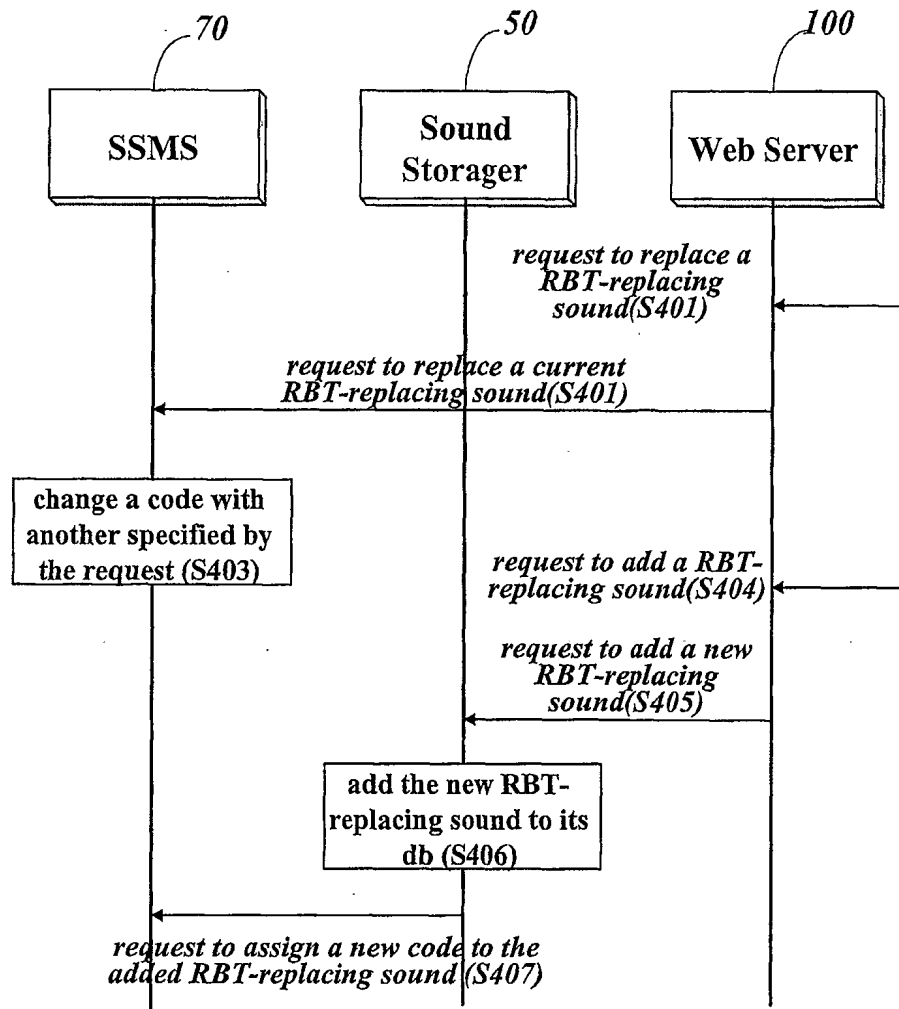 70
50
100
SSMS
Sound
Storager
Web Server
request to replace a
RBT-replacing
sound(S401)
request to replace a current
RBT-replacing sound(S401)
change a code with
another specified by
the request (S403)
request to add a RBT-
replacing sound(S404)
request to add a new
RBT-replacing
sound(S405)
add the new RBT-
replacing sound to its
db (S406)
request to assign a new code to the
added RBT-replacing sound (S407)